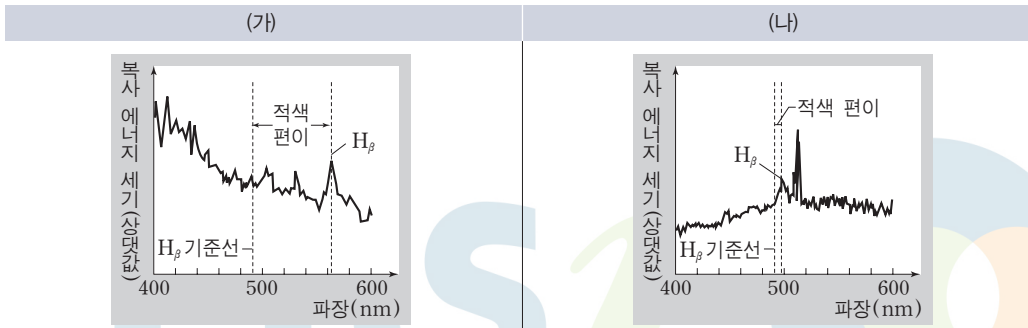 (가)
복사 에너지 세기(상댓값)
적색
편이
Hβ
Hβ 기준선
400 500 600
파장(nm)
(나)
복사 에너지 세기(상댓값)
적색 편이
Hβ
Hβ 기준선
400 500 600
파장(nm)